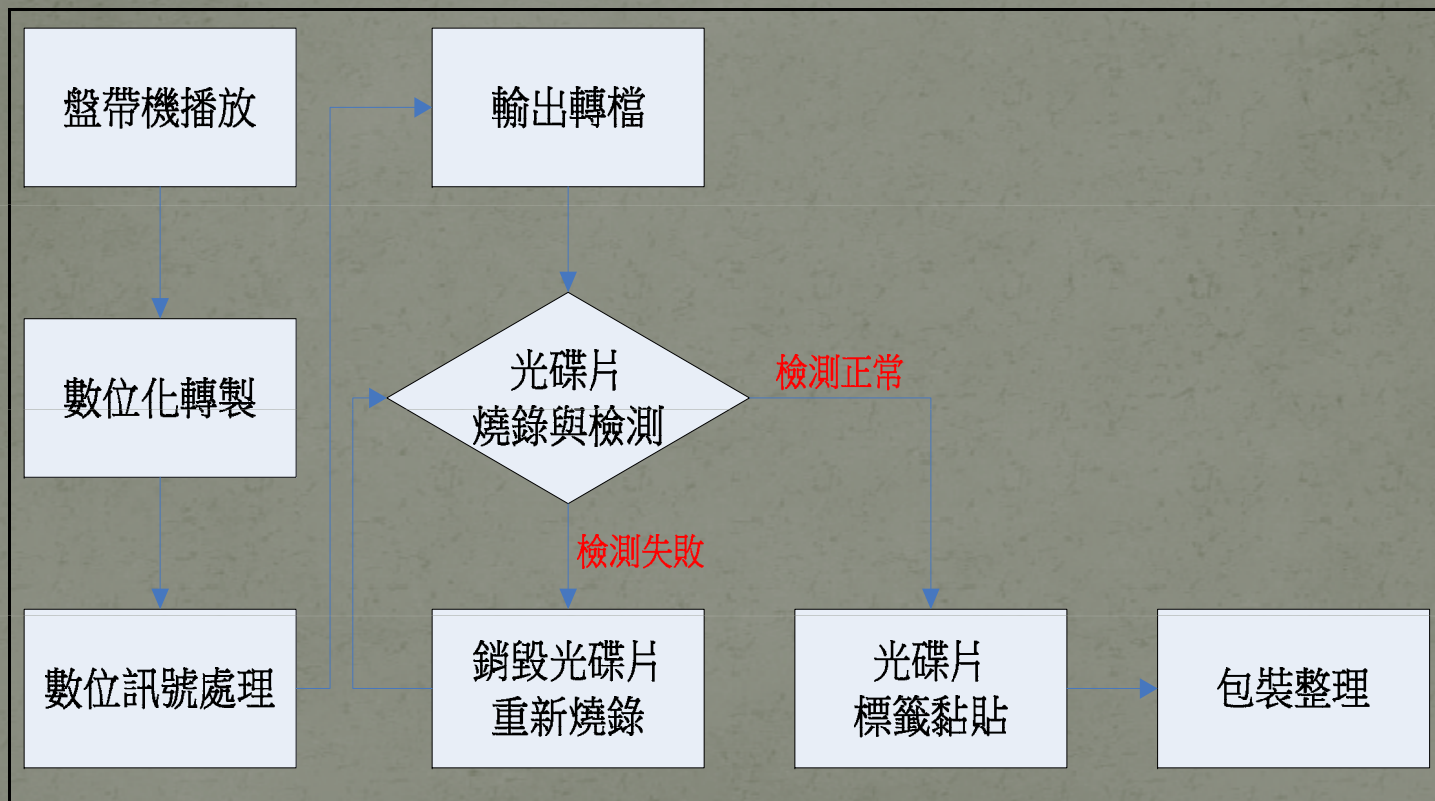 盤帶機播放
數位化轉製
數位訊號處理
輸出轉檔
光碟片
燒錄與檢測
檢測失敗
銷毀光碟片
重新燒錄
檢測正常
光碟片
標籤黏貼
包裝整理